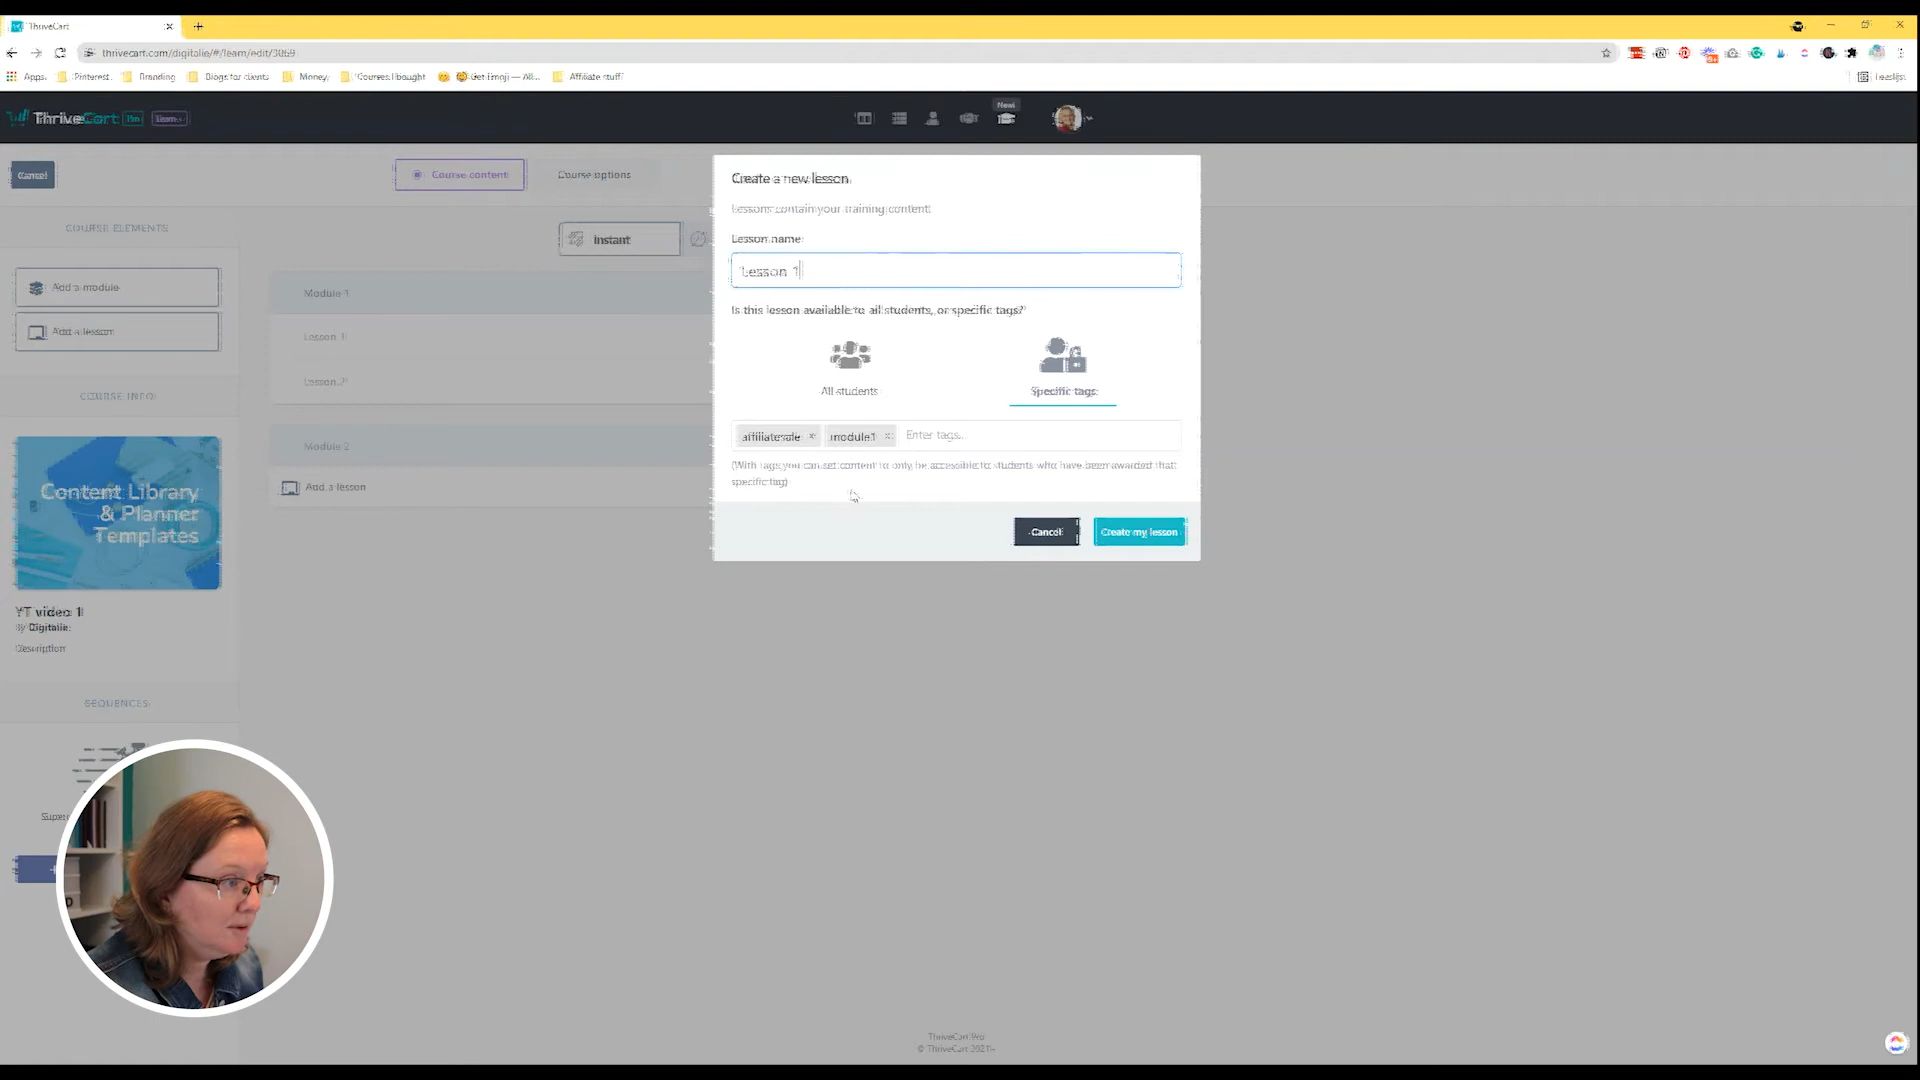 ThriveCart
thrivecart.com/digitalie/#/learn/edit/3069
Apps
Pinterest
Branding
Blogs for clients
Money
Courses I bought
Get Emoji — All...
Affiliate stuff
Leeslijst
ThriveCart Pro Learn+
New!
Cancel
Course content
Course options
COURSE ELEMENTS
Add a module
Add a lesson
COURSE INFO
Content Library
& Planner
Templates
YT video 1
By Digitalie
Description
SEQUENCES
Instant
Module 1
Lesson 1
Lesson 2
Module 2
Add a lesson
Create a new lesson
Lessons contain your training content
Lesson name
Lesson 1
Is this lesson available to all students, or specific tags?
All students
Specific tags
affiliatesale ×
module1 ×
Enter tags...
(With tags you can set content to only be accessible to students who have been awarded that
specific tag)
Cancel
Create my lesson
ThriveCart Pro
© ThriveCart 2021